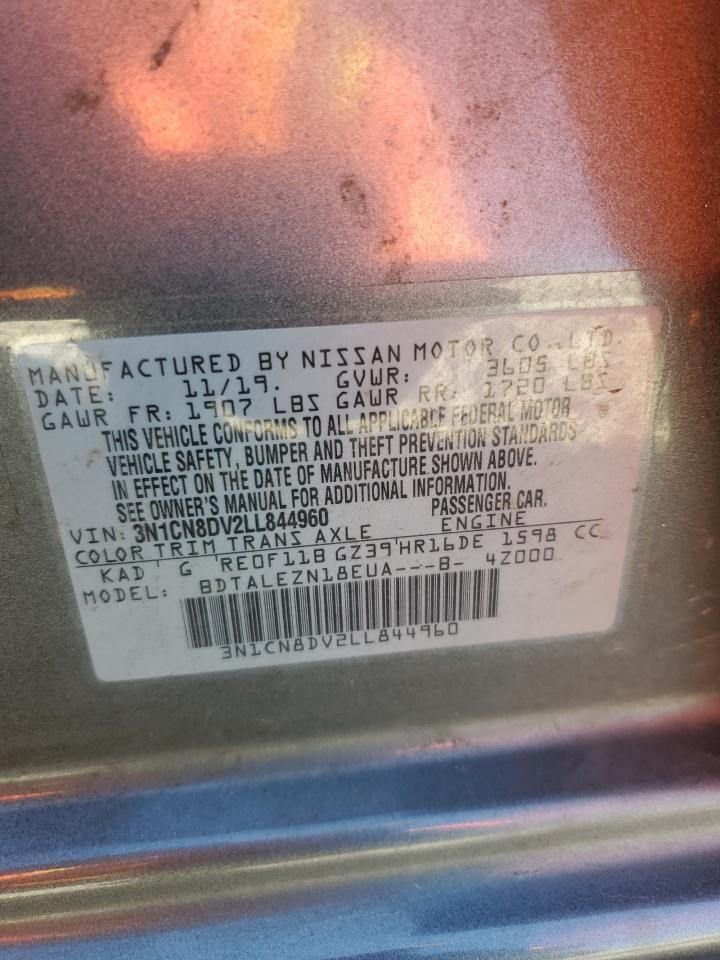 MANUFACTURED BY NISSAN MOTOR CO., LTD.
DATE: 11/19. GVWR: 3605 LBS
GAWR FR: 1907 LBS GAWR RR: 1720 LBS
THIS VEHICLE CONFORMS TO ALL APPLICABLE FEDERAL MOTOR
VEHICLE SAFETY, BUMPER AND THEFT PREVENTION STANDARDS
IN EFFECT ON THE DATE OF MANUFACTURE SHOWN ABOVE.
SEE OWNER'S MANUAL FOR ADDITIONAL INFORMATION.
VIN: 3N1CN8DV2LL844960 PASSENGER CAR.
COLOR TRIM TRANS AXLE ENGINE
KAD G RE0F11B GZ39 HR16DE 1598 CC
MODEL: BDTALEZN18EUA---B- 4Z000
3N1CN8DV2LL844960